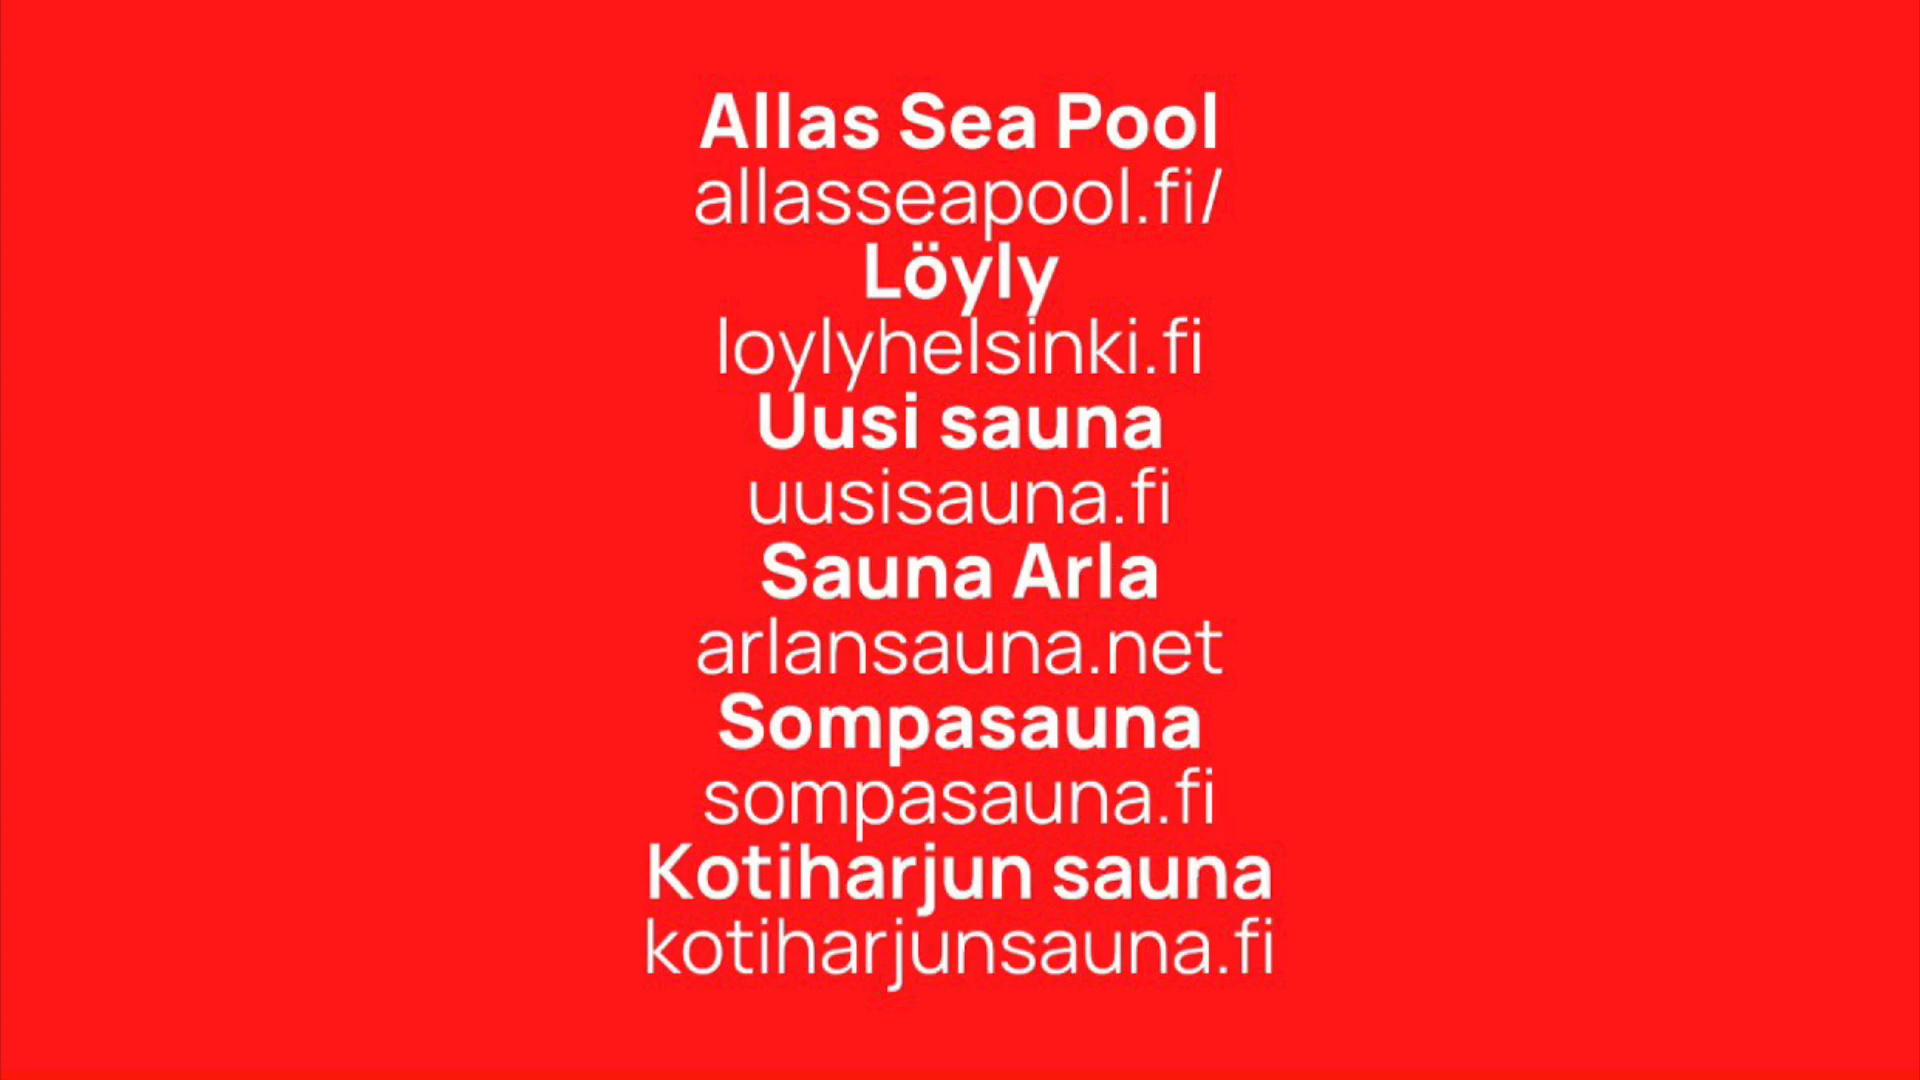 Allas Sea Pool
allasseapool.fi/
Löyly
loylyhelsinki.fi
Uusi sauna
uusisauna.fi
Sauna Arla
arlansauna.net
Sompasauna
sompasauna.fi
Kotiharjun sauna
kotiharjunsauna.fi